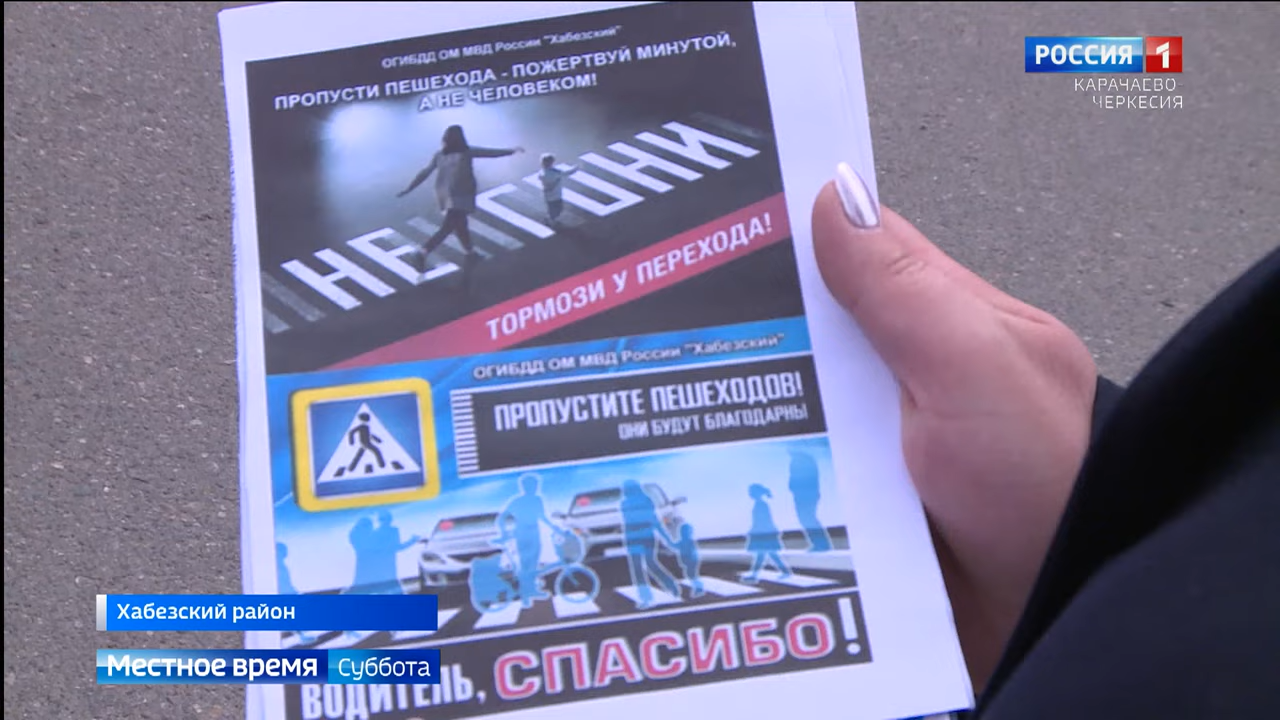 РОССИЯ 1
КАРАЧАЕВО-
ЧЕРКЕСИЯ
ОГИБДД ОМ МВД России "Хабезский"
ПРОПУСТИ ПЕШЕХОДА - ПОЖЕРТВУЙ МИНУТОЙ,
А НЕ ЧЕЛОВЕКОМ!
НЕ ГОНИ
ТОРМОЗИ У ПЕРЕХОДА!
ОГИБДД ОМ МВД России "Хабезский"
ПРОПУСТИТЕ ПЕШЕХОДОВ!
ОНИ БУДУТ БЛАГОДАРНЫ
ВОДИТЕЛЬ, СПАСИБО!
Хабезский район
Местное время Суббота